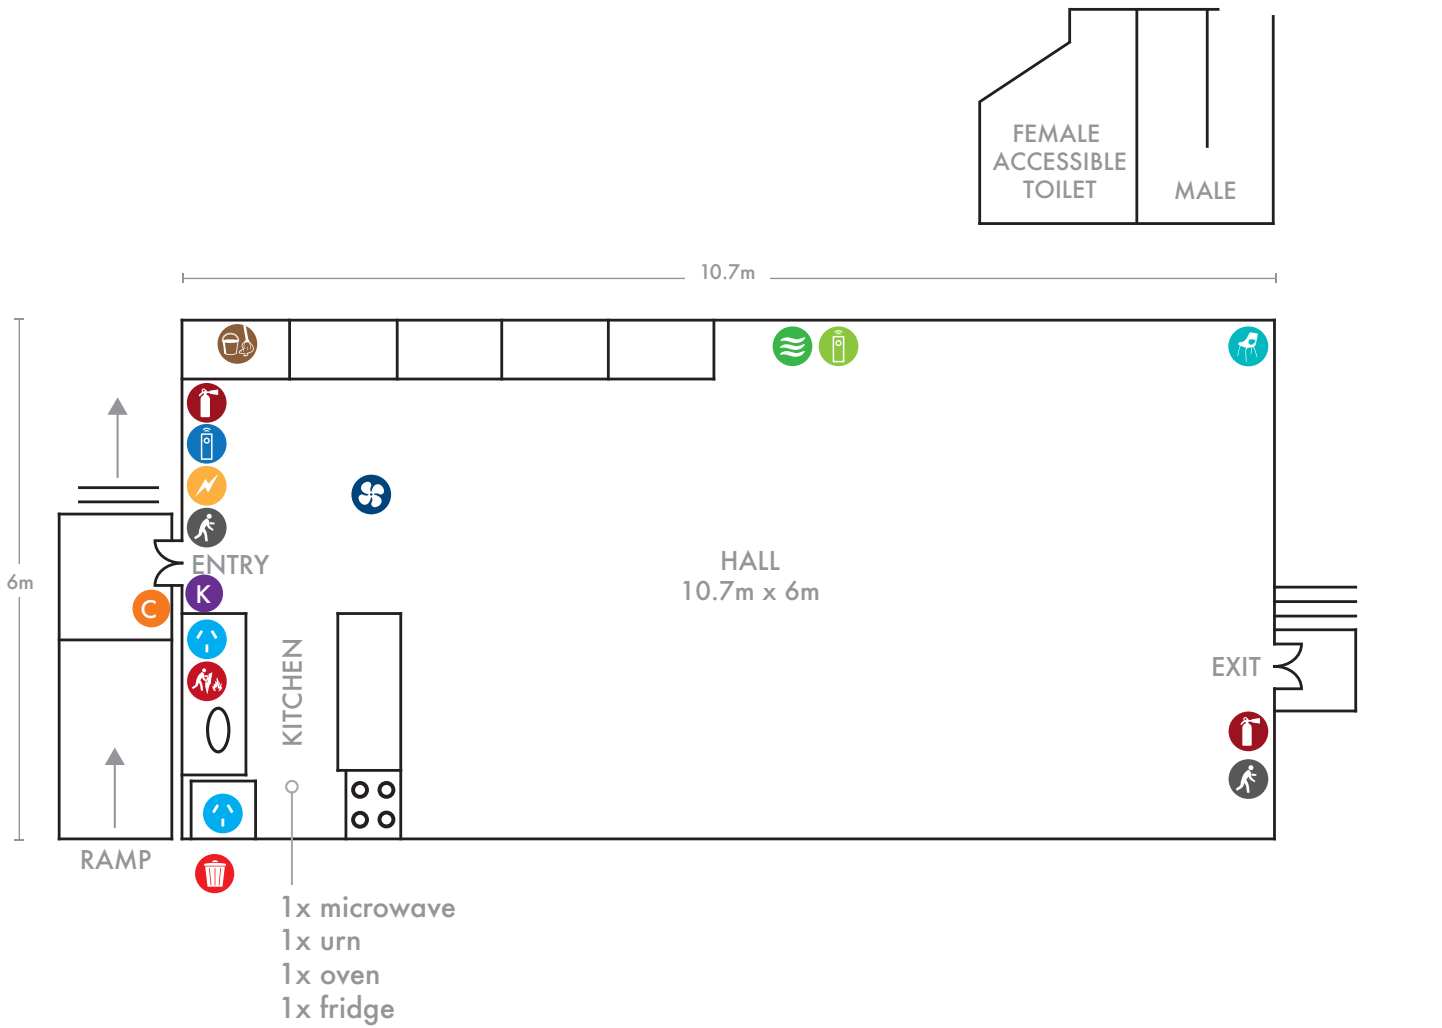 FEMALE
ACCESSIBLE
TOILET
MALE
10.7m
6m
ENTRY
K
C
HALL
10.7m x 6m
KITCHEN
EXIT
RAMP
1x microwave
1x urn
1x oven
1x fridge